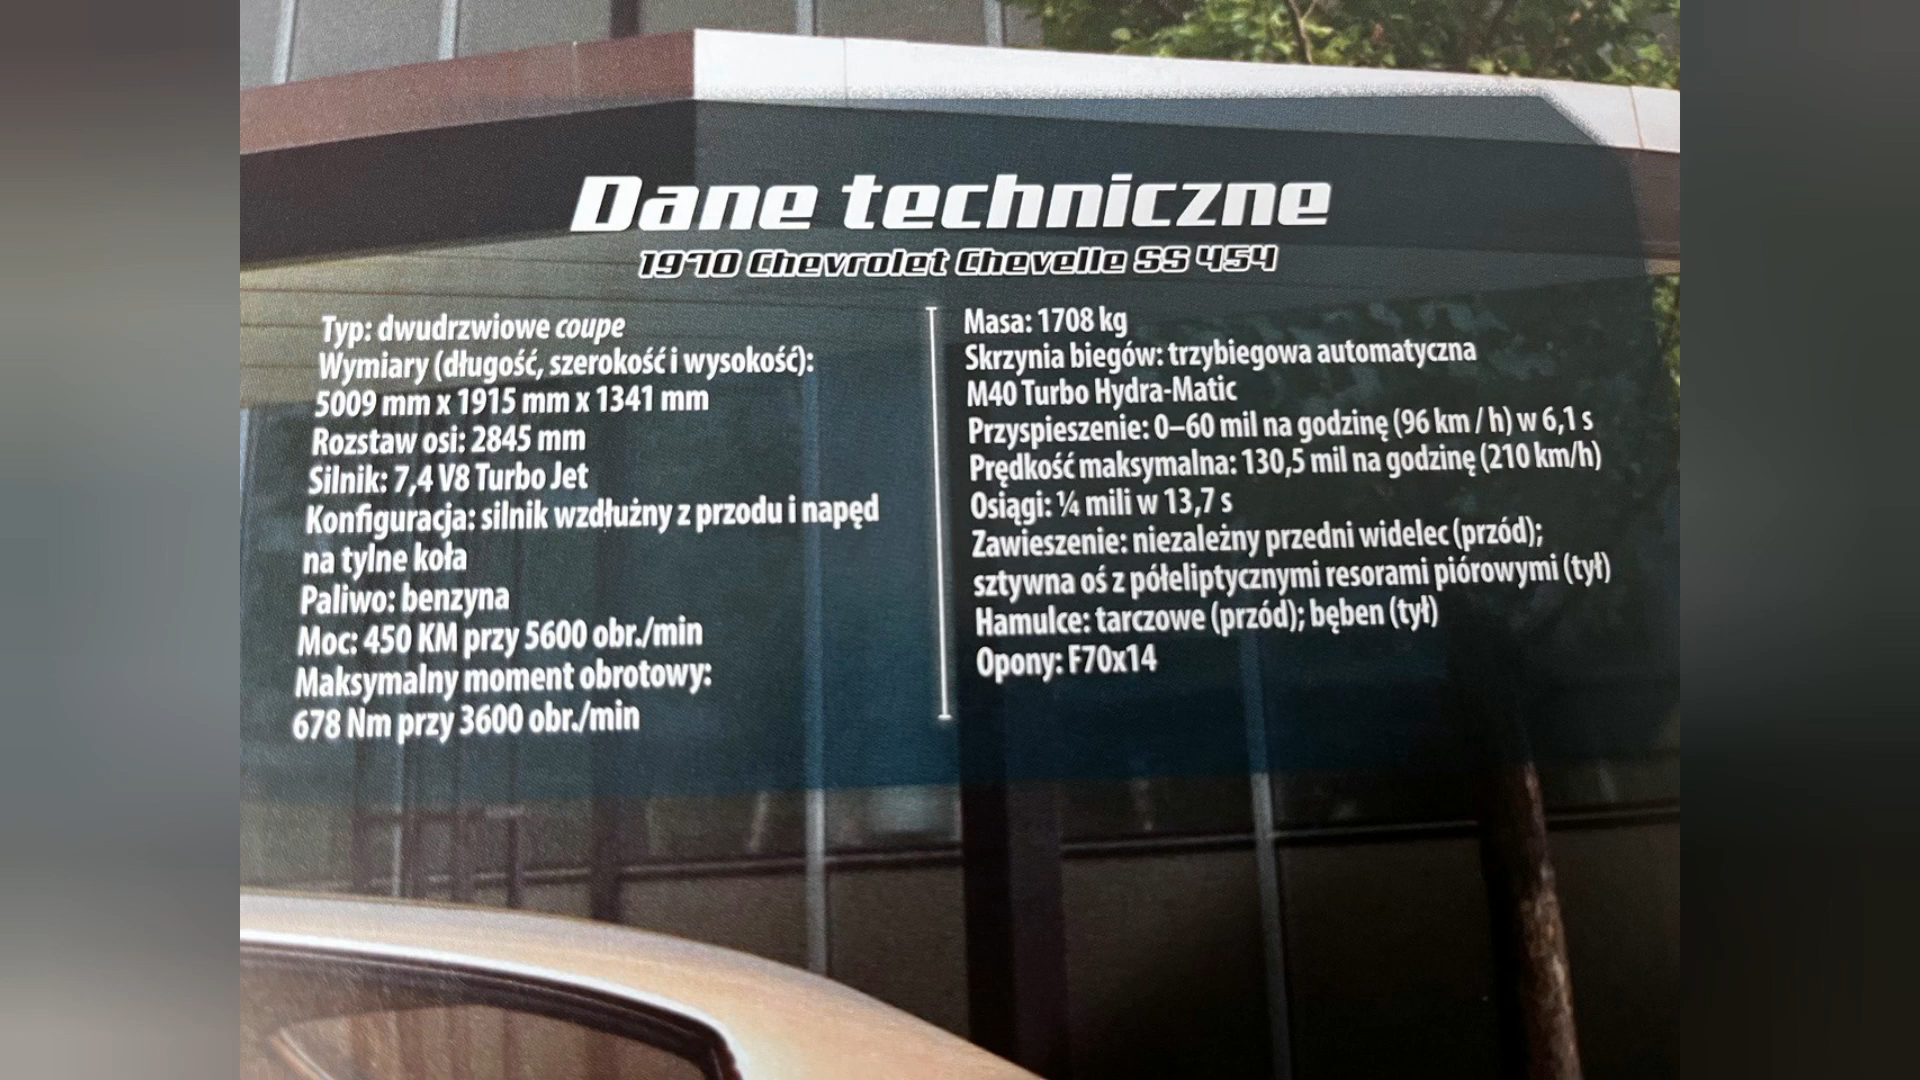 Dane techniczne
1970 Chevrolet Chevelle SS 454
Typ: dwudrzwiowe coupe
Wymiary (długość, szerokość i wysokość):
5009 mm x 1915 mm x 1341 mm
Rozstaw osi: 2845 mm
Silnik: 7,4 V8 Turbo Jet
Konfiguracja: silnik wzdłużny z przodu i napęd
na tylne koła
Paliwo: benzyna
Moc: 450 KM przy 5600 obr./min
Maksymalny moment obrotowy:
678 Nm przy 3600 obr./min
Masa: 1708 kg
Skrzynia biegów: trzybiegowa automatyczna
M40 Turbo Hydra-Matic
Przyspieszenie: 0–60 mil na godzinę (96 km / h) w 6,1 s
Prędkość maksymalna: 130,5 mil na godzinę (210 km/h)
Osiągi: ¼ mili w 13,7 s
Zawieszenie: niezależny przedni widelec (przód);
sztywna oś z półeliptycznymi resorami piórowymi (tył)
Hamulce: tarczowe (przód); bęben (tył)
Opony: F70x14